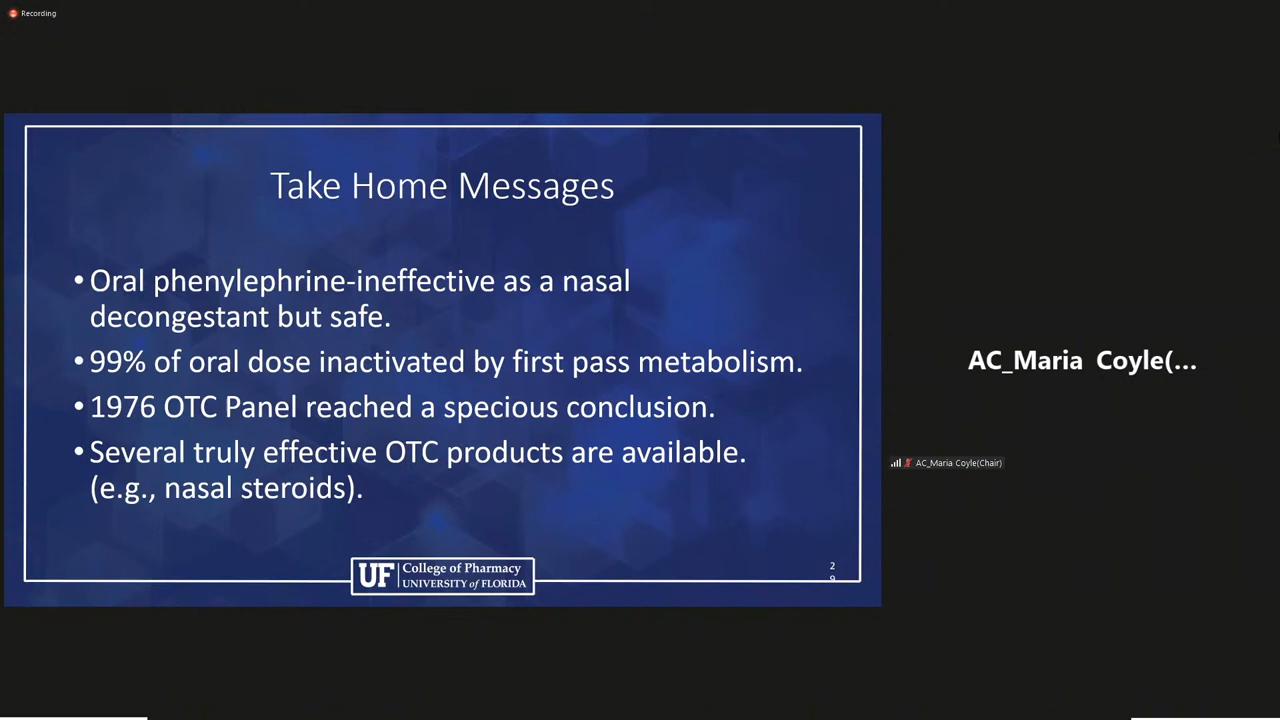 Recording
Take Home Messages
• Oral phenylephrine-ineffective as a nasal
decongestant but safe.
• 99% of oral dose inactivated by first pass metabolism.
• 1976 OTC Panel reached a specious conclusion.
• Several truly effective OTC products are available.
(e.g., nasal steroids).
UF College of Pharmacy
UNIVERSITY of FLORIDA
2
9
AC_Maria Coyle(...
AC_Maria Coyle(Chair)